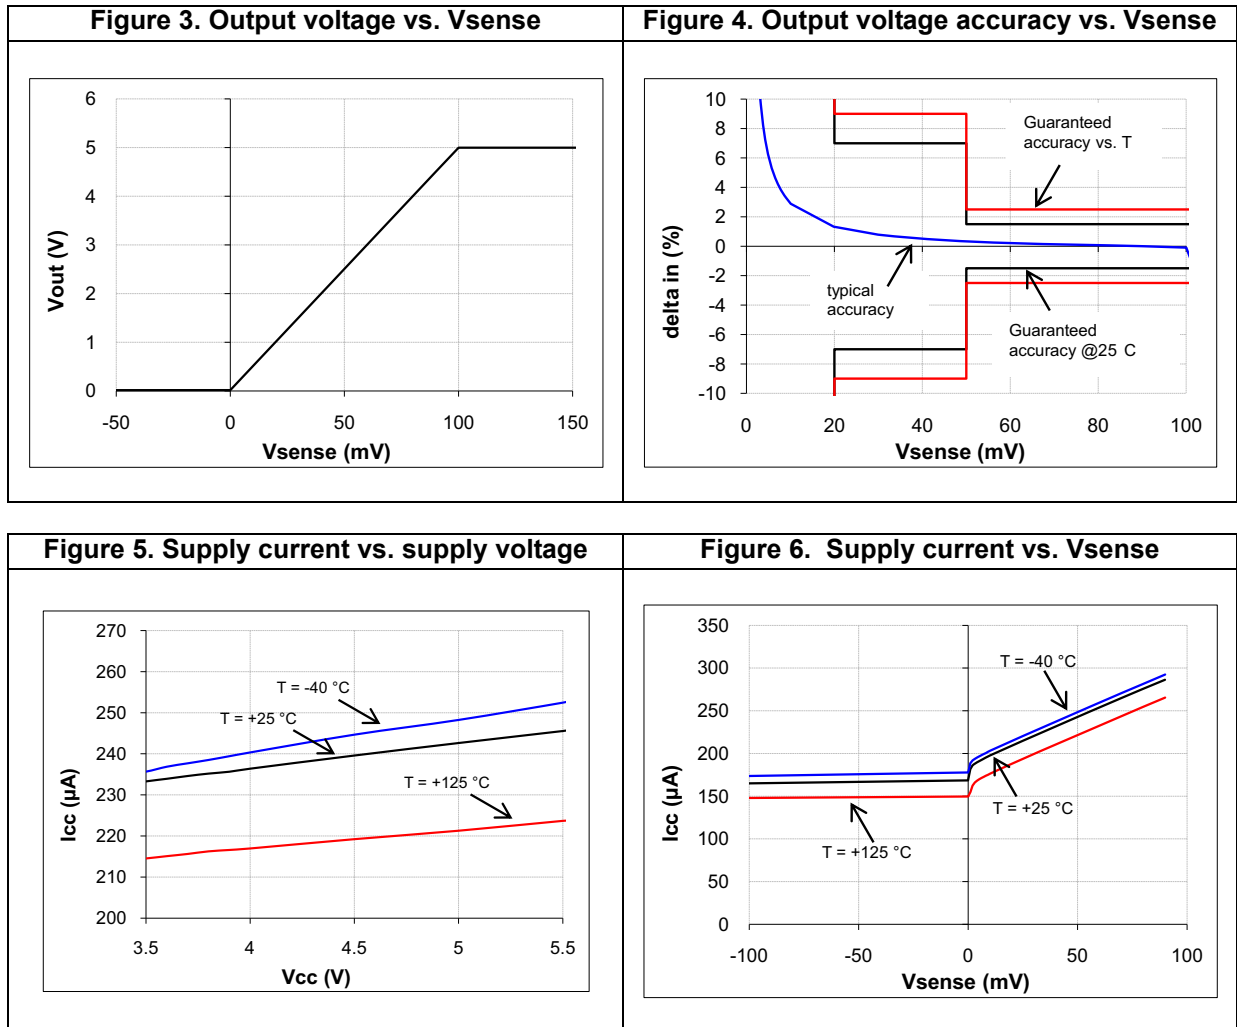 Figure 3. Output voltage vs. Vsense
6
5
4
3
2
1
0
-50
0
50
100
150
Vout (V)
Vsense (mV)
Figure 4. Output voltage accuracy vs. Vsense
10
8
6
4
2
0
-2
-4
-6
-8
-10
0
20
40
60
80
100
delta in (%)
Vsense (mV)
Guaranteed
accuracy vs. T
typical
accuracy
Guaranteed
accuracy @25 C
Figure 5. Supply current vs. supply voltage
270
260
250
240
230
220
210
200
3.5
4
4.5
5
5.5
Icc (µA)
Vcc (V)
T = -40 °C
T = +25 °C
T = +125 °C
Figure 6. Supply current vs. Vsense
350
300
250
200
150
100
50
0
-100
-50
0
50
100
Icc (µA)
Vsense (mV)
T = -40 °C
T = +25 °C
T = +125 °C